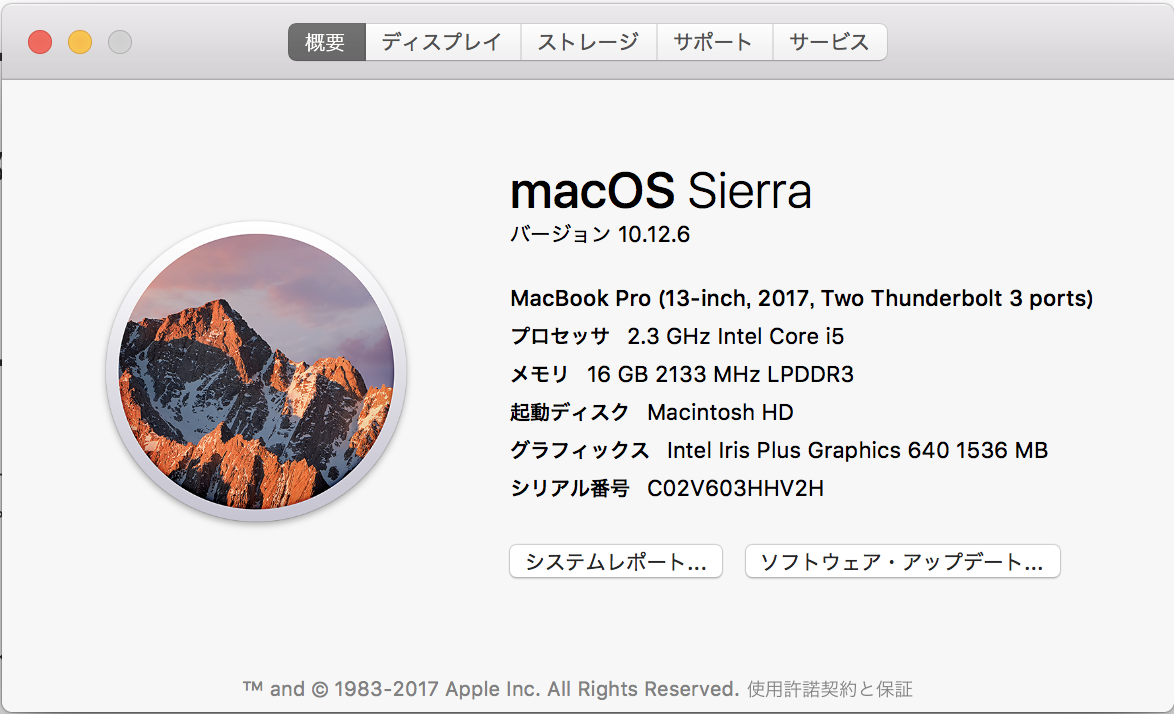 概要 ディスプレイ ストレージ サポート サービス
macOS Sierra
バージョン 10.12.6
MacBook Pro (13-inch, 2017, Two Thunderbolt 3 ports)
プロセッサ 2.3 GHz Intel Core i5
メモリ 16 GB 2133 MHz LPDDR3
起動ディスク Macintosh HD
グラフィックス Intel Iris Plus Graphics 640 1536 MB
シリアル番号 C02V603HHV2H
システムレポート... ソフトウェア・アップデート...
™ and © 1983-2017 Apple Inc. All Rights Reserved. 使用許諾契約と保証